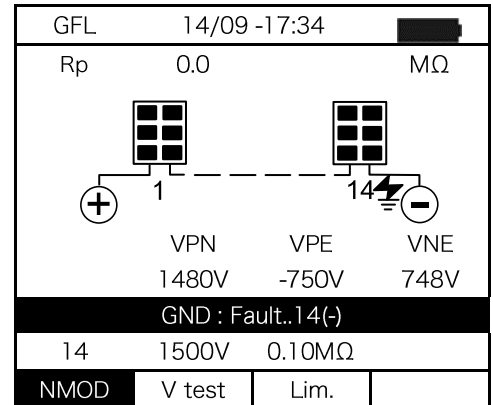 GFL 14/09 -17:34
Rp 0.0 MΩ
+ 1 14 −
VPN VPE VNE
1480V -750V 748V
GND : Fault..14(-)
14 1500V 0.10MΩ
NMOD V test Lim.